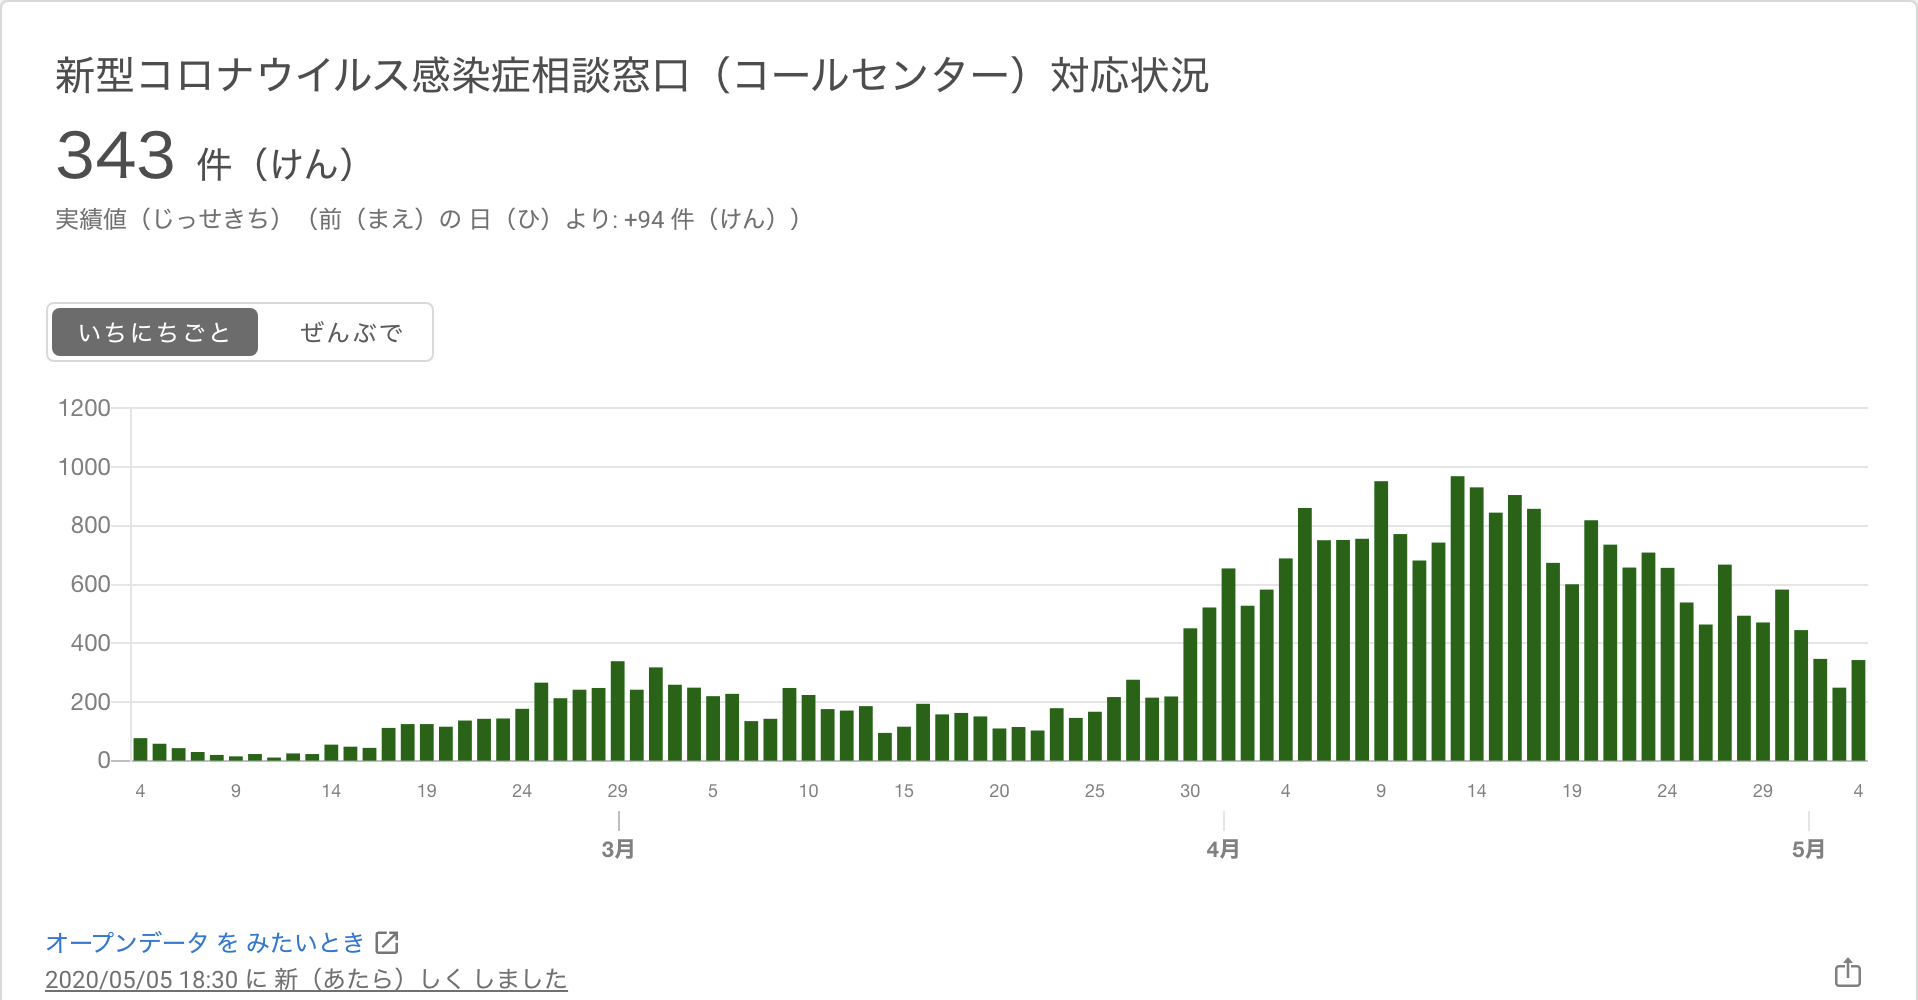 新型コロナウイルス感染症相談窓口（コールセンター）対応状況
343 件（けん）
実績値（じっせきち）（前（まえ）の 日（ひ）より: +94 件（けん））
いちにちごと ぜんぶで
1200
1000
800
600
400
200
0
4 9 14 19 24 29 5 10 15 20 25 30 4 9 14 19 24 29 4
3月 4月 5月
オープンデータ を みたいとき
2020/05/05 18:30 に 新（あたら）しく しました